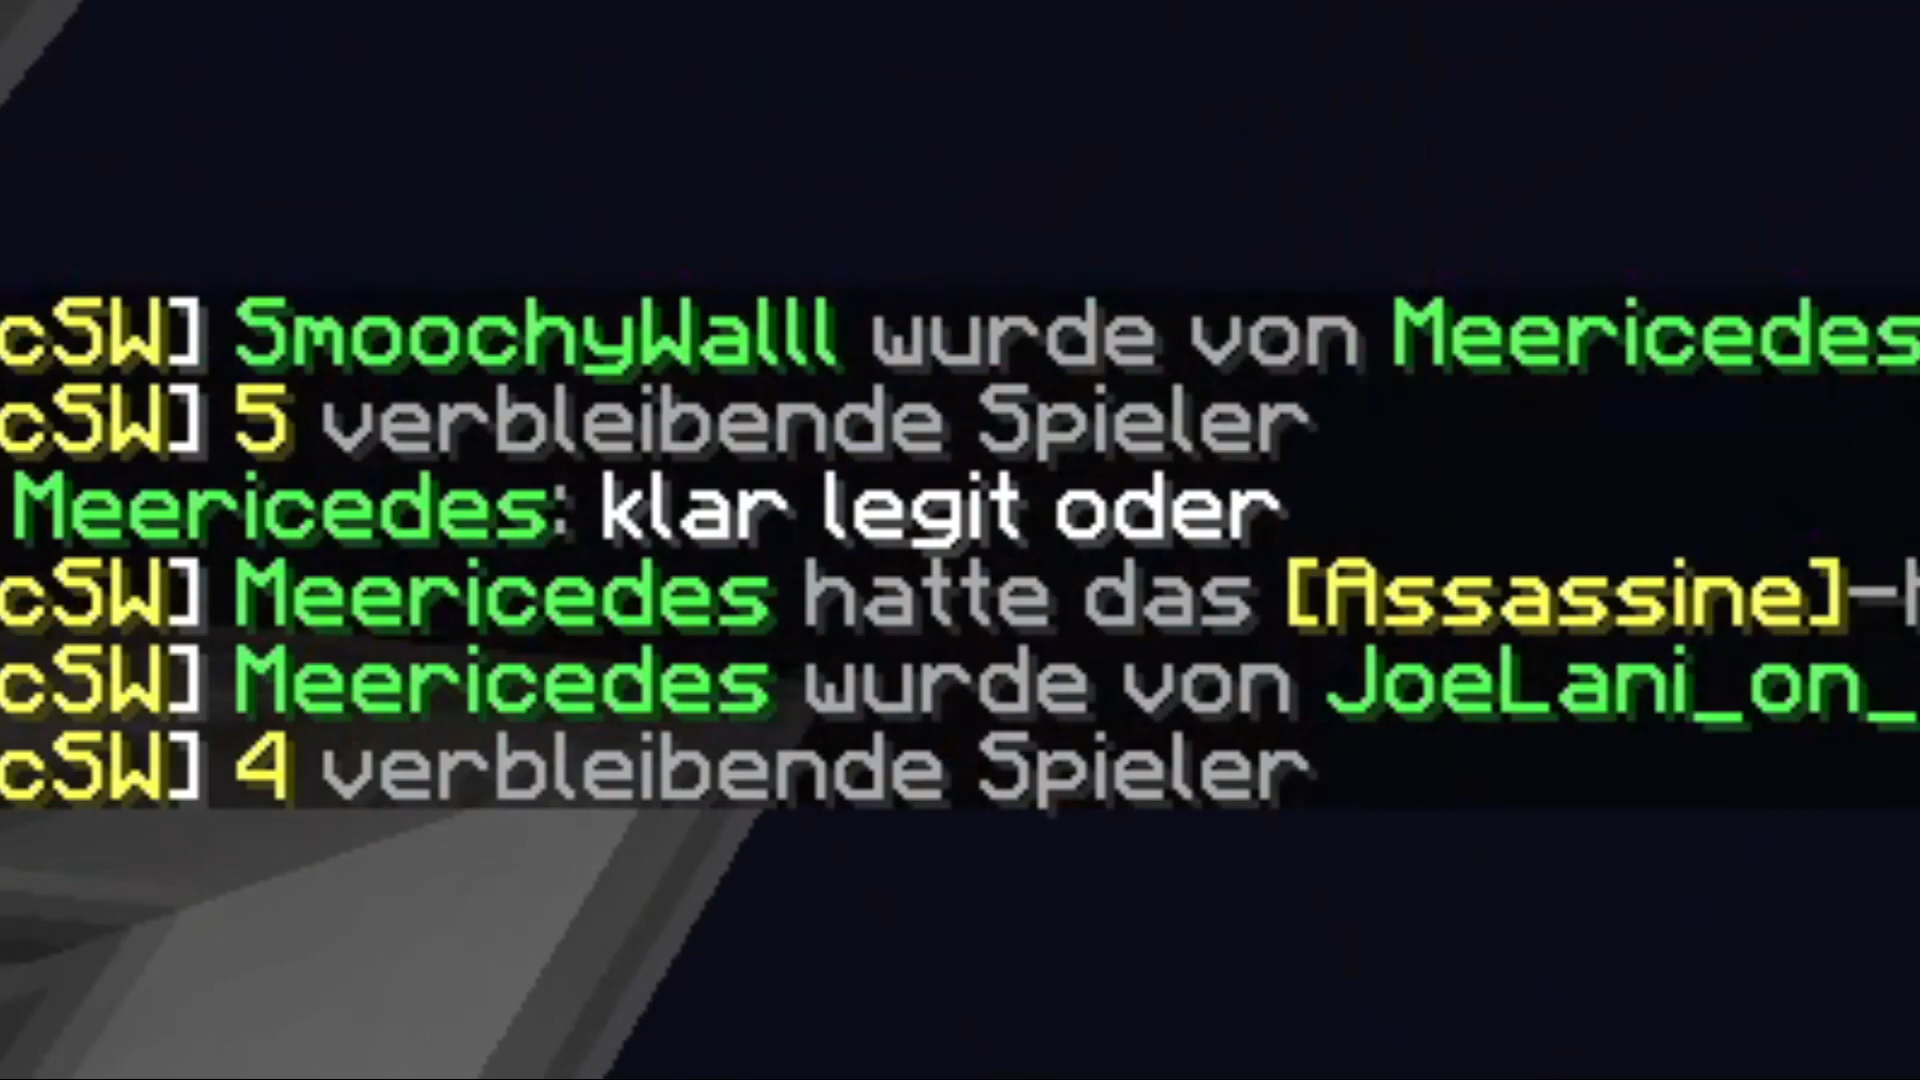 cSW] SmoochyWalll wurde von Meericedes
cSW] 5 verbleibende Spieler
Meericedes: klar legit oder
cSW] Meericedes hatte das [Assassine]-
cSW] Meericedes wurde von JoeLani_on_
cSW] 4 verbleibende Spieler